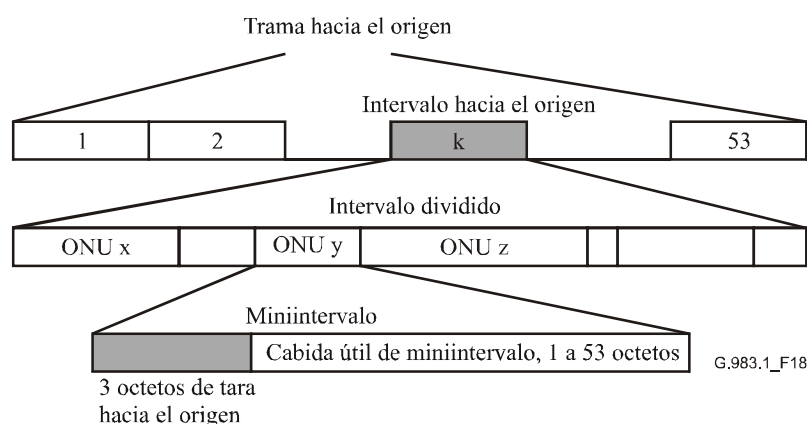 Trama hacia el origen
Intervalo hacia el origen
1 2 k 53
Intervalo dividido
ONU x ONU y ONU z
Miniintervalo
Cabida útil de miniintervalo, 1 a 53 octetos
G.983.1_F18
3 octetos de tara
hacia el origen